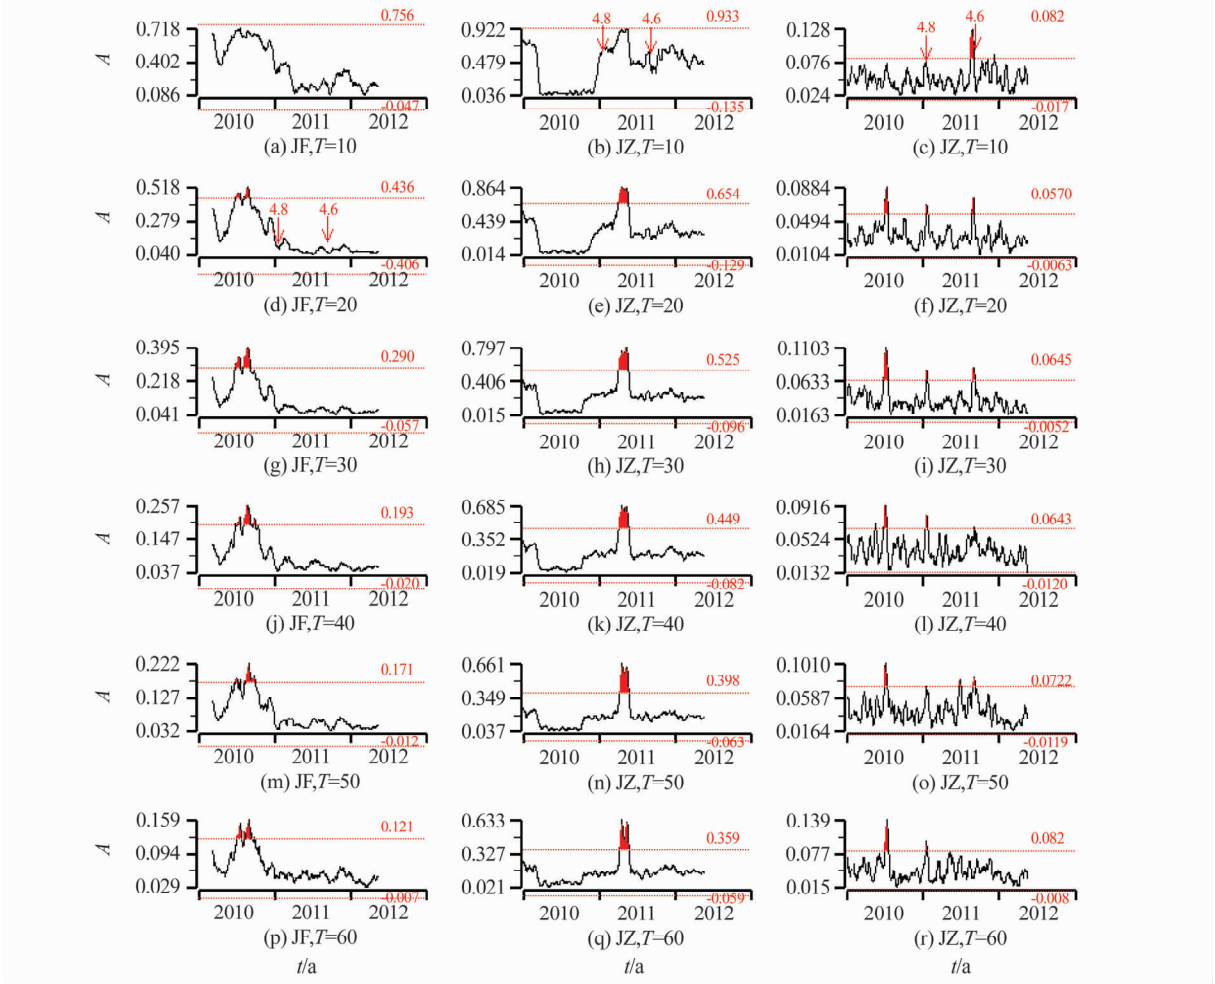 0.756
0.718
0.402
0.086
A
-0.047
2010 2011 2012
(a) JF,T=10
4.8 4.6 0.933
0.922
0.479
0.036
-0.135
2010 2011 2012
(b) JZ,T=10
4.8 4.6 0.082
0.128
0.076
0.024
-0.017
2010 2011 2012
(c) JZ,T=10
0.436
0.518
0.279
0.040
A
4.8 4.6
-0.406
2010 2011 2012
(d) JF,T=20
0.654
0.864
0.439
0.014
-0.129
2010 2011 2012
(e) JZ,T=20
0.0570
0.0884
0.0494
0.0104
-0.0063
2010 2011 2012
(f) JZ,T=20
0.290
0.395
0.218
0.041
A
-0.057
2010 2011 2012
(g) JF,T=30
0.525
0.797
0.406
0.015
-0.096
2010 2011 2012
(h) JZ,T=30
0.0645
0.1103
0.0633
0.0163
-0.0052
2010 2011 2012
(i) JZ,T=30
0.193
0.257
0.147
0.037
A
-0.020
2010 2011 2012
(j) JF,T=40
0.449
0.685
0.352
0.019
-0.082
2010 2011 2012
(k) JZ,T=40
0.0643
0.0916
0.0524
0.0132
-0.0120
2010 2011 2012
(l) JZ,T=40
0.171
0.222
0.127
0.032
A
-0.012
2010 2011 2012
(m) JF,T=50
0.398
0.661
0.349
0.037
-0.063
2010 2011 2012
(n) JZ,T=50
0.0722
0.1010
0.0587
0.0164
-0.0119
2010 2011 2012
(o) JZ,T=50
0.121
0.159
0.094
0.029
A
-0.007
2010 2011 2012
(p) JF,T=60
t/a
0.359
0.633
0.327
0.021
-0.059
2010 2011 2012
(q) JZ,T=60
t/a
0.082
0.139
0.077
0.015
-0.008
2010 2011 2012
(r) JZ,T=60
t/a